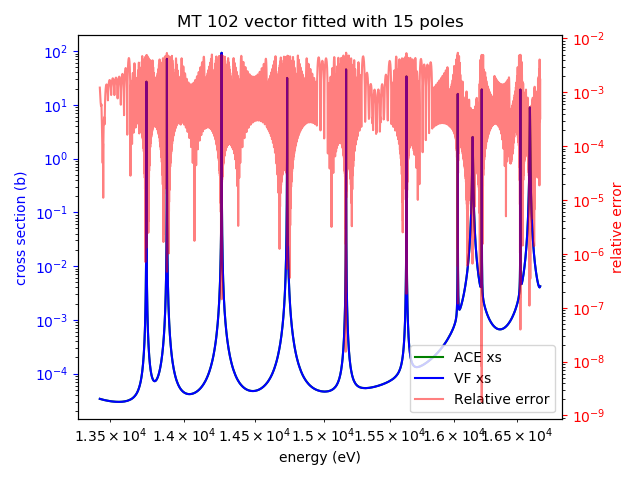 MT 102 vector fitted with 15 poles
cross section (b)
10²
10¹
10⁰
10⁻¹
10⁻²
10⁻³
10⁻⁴
10⁻²
10⁻³
10⁻⁴
10⁻⁵
10⁻⁶
10⁻⁷
10⁻⁸
10⁻⁹
relative error
ACE xs
VF xs
Relative error
1.35 × 10⁴ 1.4 × 10⁴ 1.45 × 10⁴ 1.5 × 10⁴ 1.55 × 10⁴ 1.6 × 10⁴ 1.65 × 10⁴
energy (eV)